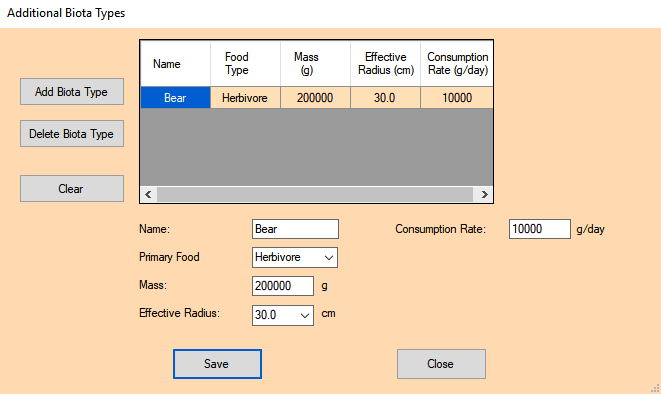 Additional Biota Types
Add Biota Type
Delete Biota Type
Clear
Name
Food
Type
Mass
(g)
Effective
Radius (cm)
Consumption
Rate (g/day)
Bear Herbivore 200000 30.0 10000
Name: Bear Consumption Rate: 10000 g/day
Primary Food Herbivore
Mass: 200000 g
Effective Radius: 30.0 cm
Save Close